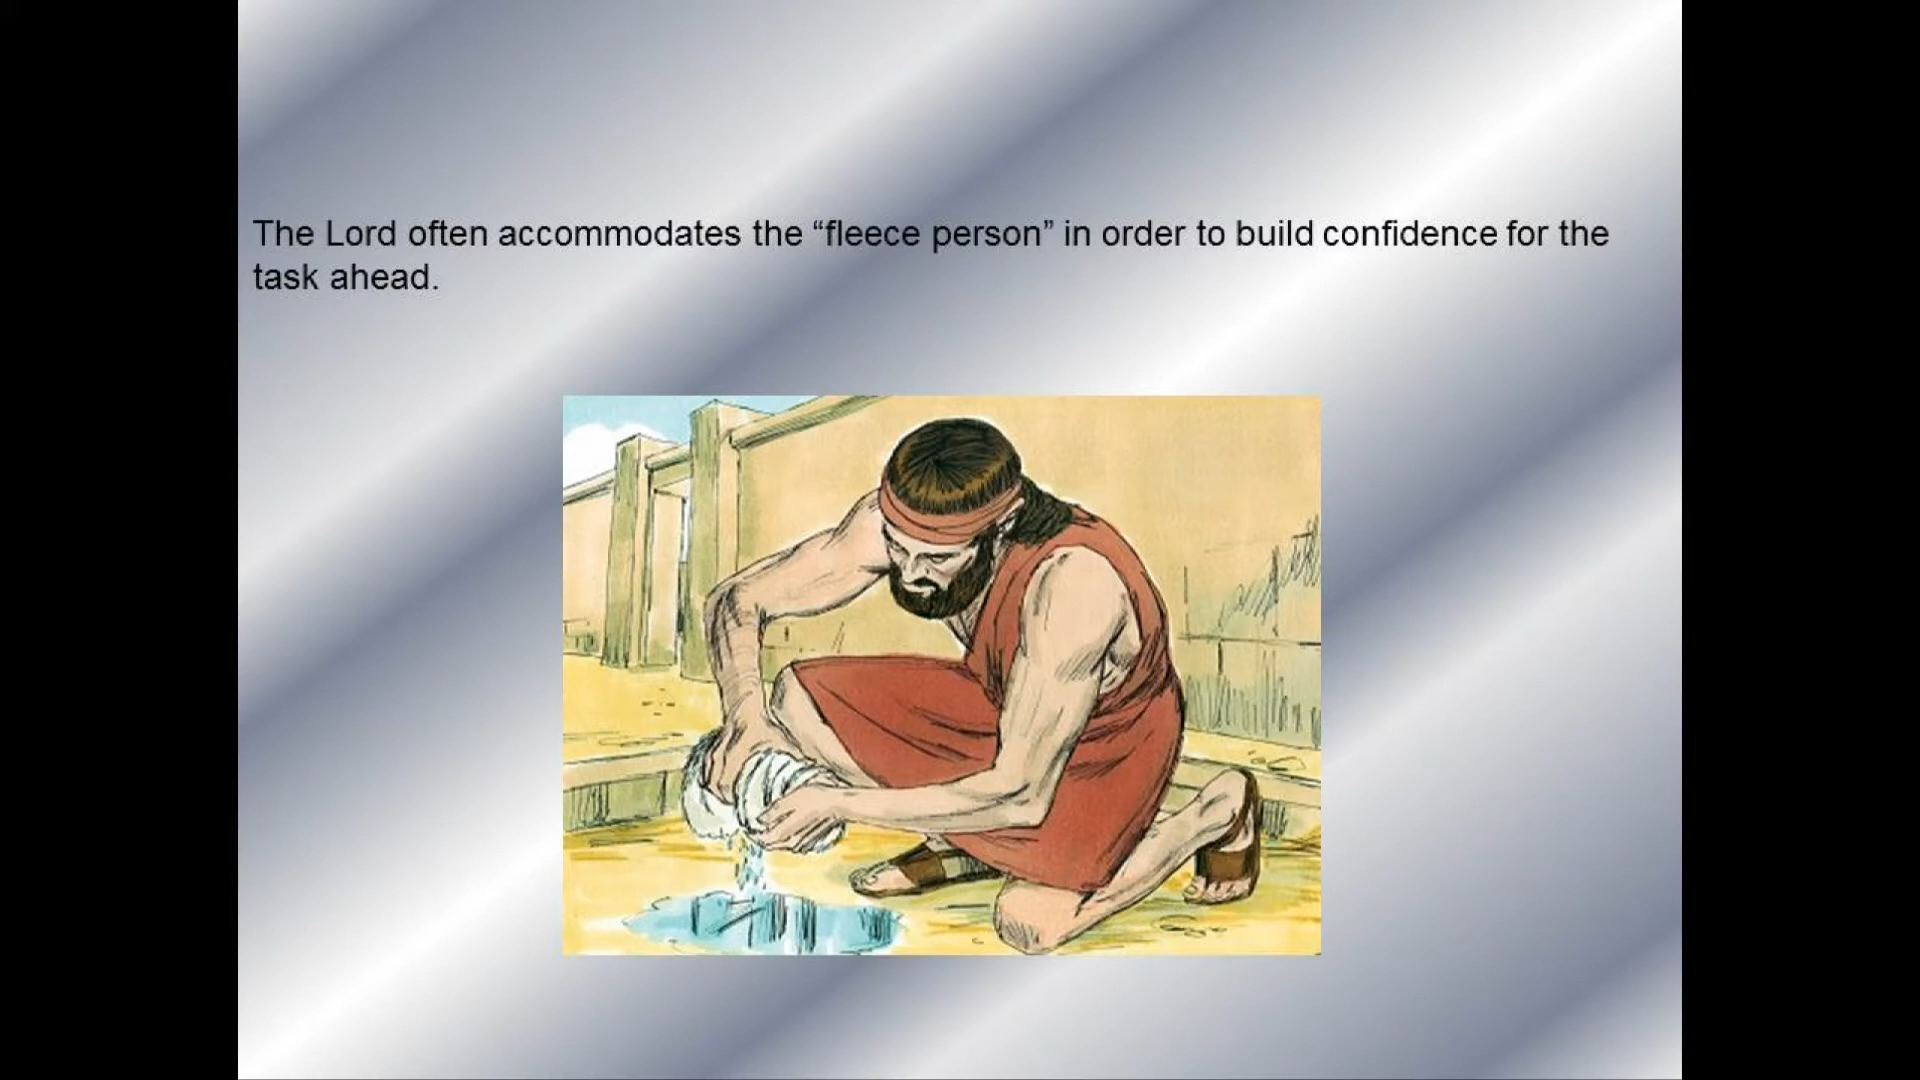 The Lord often accommodates the “fleece person” in order to build confidence for the
task ahead.